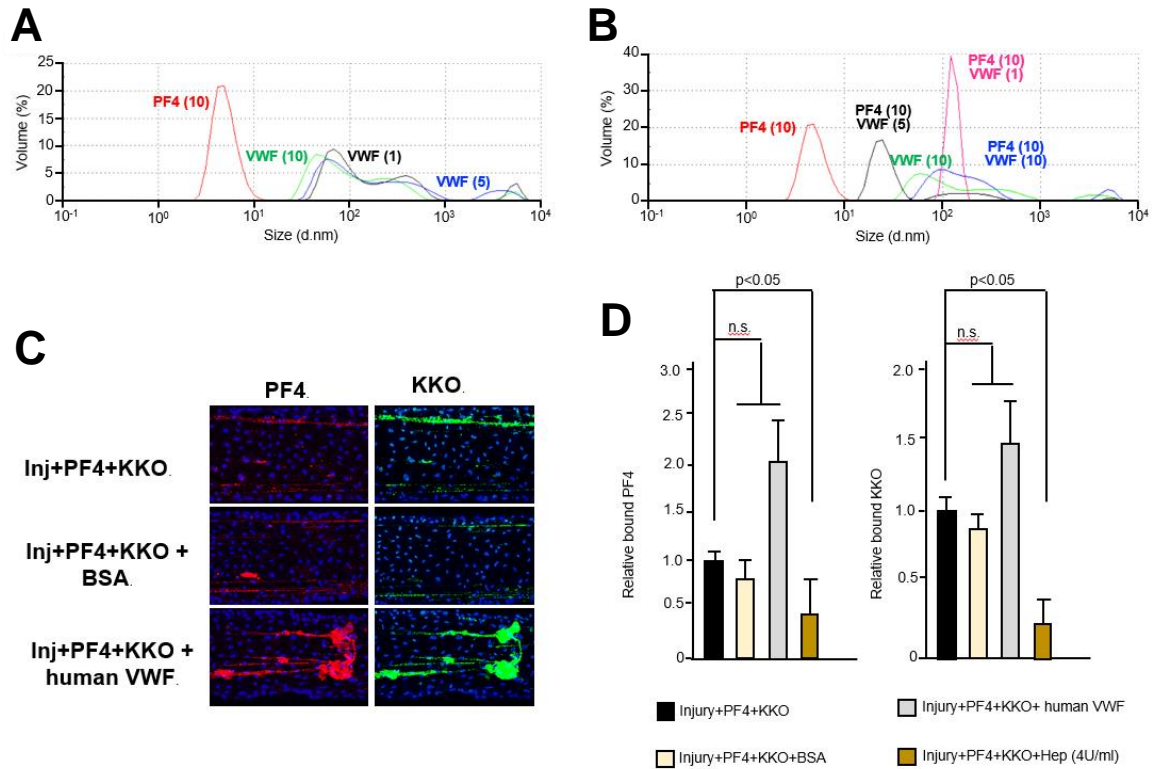 A
25
20
15
10
5
0
Volume (%)
PF4 (10)
VWF (10)
VWF (1)
VWF (5)
10-1
10⁰
10¹
10²
10³
10⁴
Size (d.nm)
B
40
30
20
10
0
Volume (%)
PF4 (10)
PF4 (10)
VWF (5)
VWF (10)
PF4 (10)
VWF (1)
PF4 (10)
VWF (10)
10-1
10⁰
10¹
10²
10³
10⁴
Size (d.nm)
C
PF4.
KKO.
Inj+PF4+KKO.
Inj+PF4+KKO +
BSA.
Inj+PF4+KKO +
human VWF.
D
p<0.05
n.s.
3.0
2.5
2.0
1.5
1.0
0.5
0
Relative bound PF4
p<0.05
n.s.
2.0
1.5
1.0
0.5
0
Relative bound KKO
Injury+PF4+KKO
Injury+PF4+KKO+ human VWF
Injury+PF4+KKO+BSA
Injury+PF4+KKO+Hep (4U/ml)